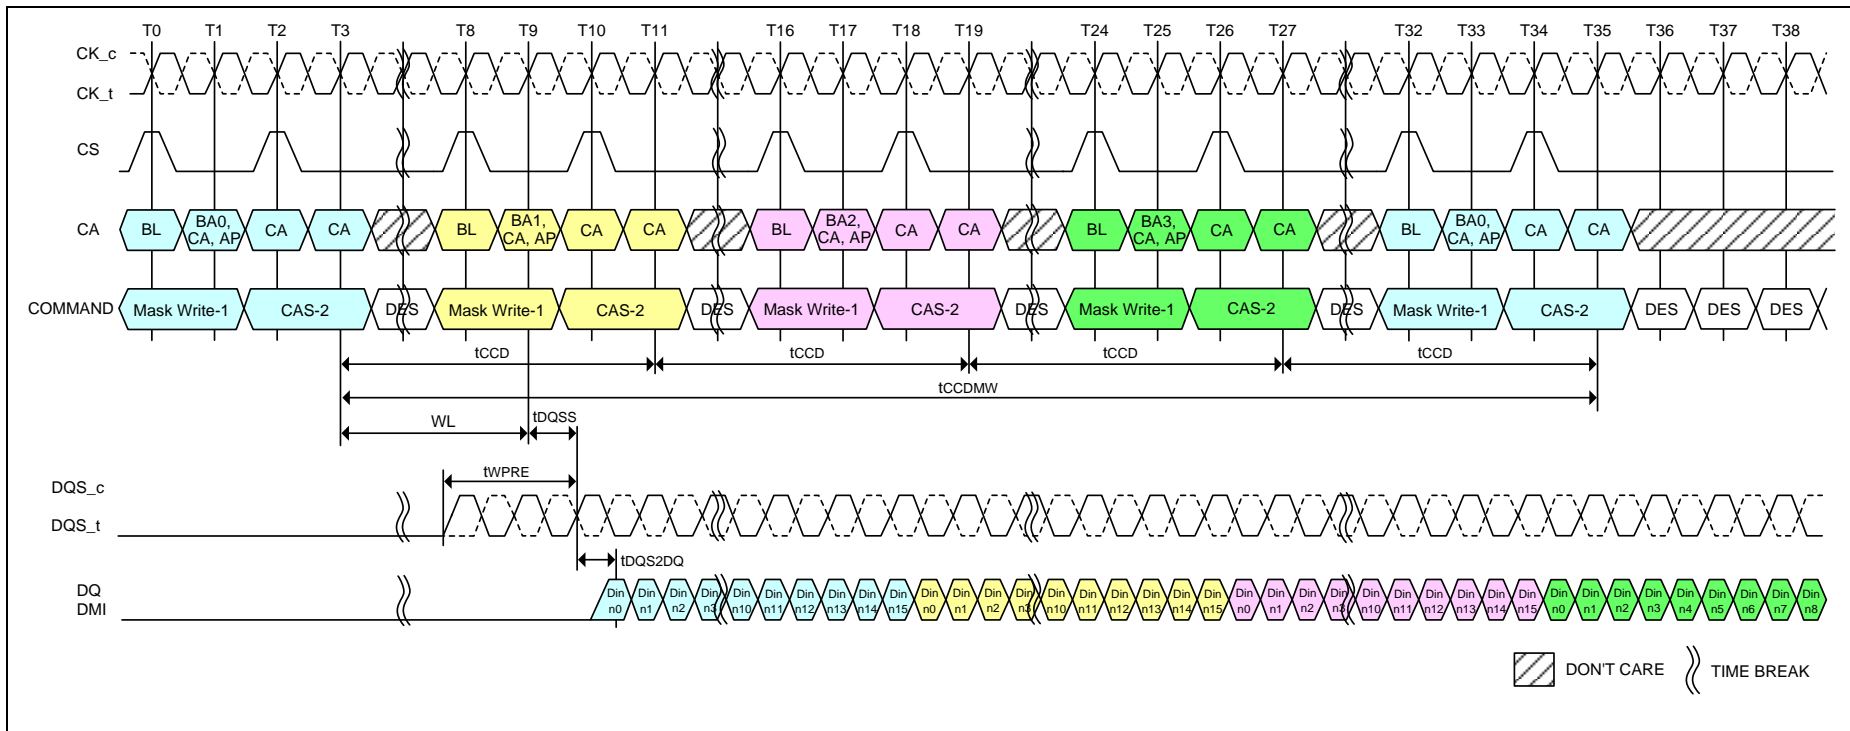 T0 T1 T2 T3 T8 T9 T10 T11 T16 T17 T18 T19 T24 T25 T26 T27 T32 T33 T34 T35 T36 T37 T38
CK_c
CK_t
CS
CA BL BA0, CA, AP CA CA BL BA1, CA, AP CA CA BL BA2, CA, AP CA CA BL BA3, CA, AP CA CA BL BA0, CA, AP CA CA
COMMAND Mask Write-1 CAS-2 DES Mask Write-1 CAS-2 DES Mask Write-1 CAS-2 DES Mask Write-1 CAS-2 DES Mask Write-1 CAS-2 DES DES DES
tCCD tCCD tCCD tCCD
tCCDMW
WL tDQSS
tWPRE
DQS_c
DQS_t
tDQS2DQ
DQ
DMI
Din n0 Din n1 Din n2 Din n3 Din n10 Din n11 Din n12 Din n13 Din n14 Din n15 Din n0 Din n1 Din n2 Din n3 Din n10 Din n11 Din n12 Din n13 Din n14 Din n15 Din n0 Din n1 Din n2 Din n3 Din n10 Din n11 Din n12 Din n13 Din n14 Din n15 Din n0 Din n1 Din n2 Din n3 Din n4 Din n5 Din n6 Din n7 Din n8
DON'T CARE TIME BREAK